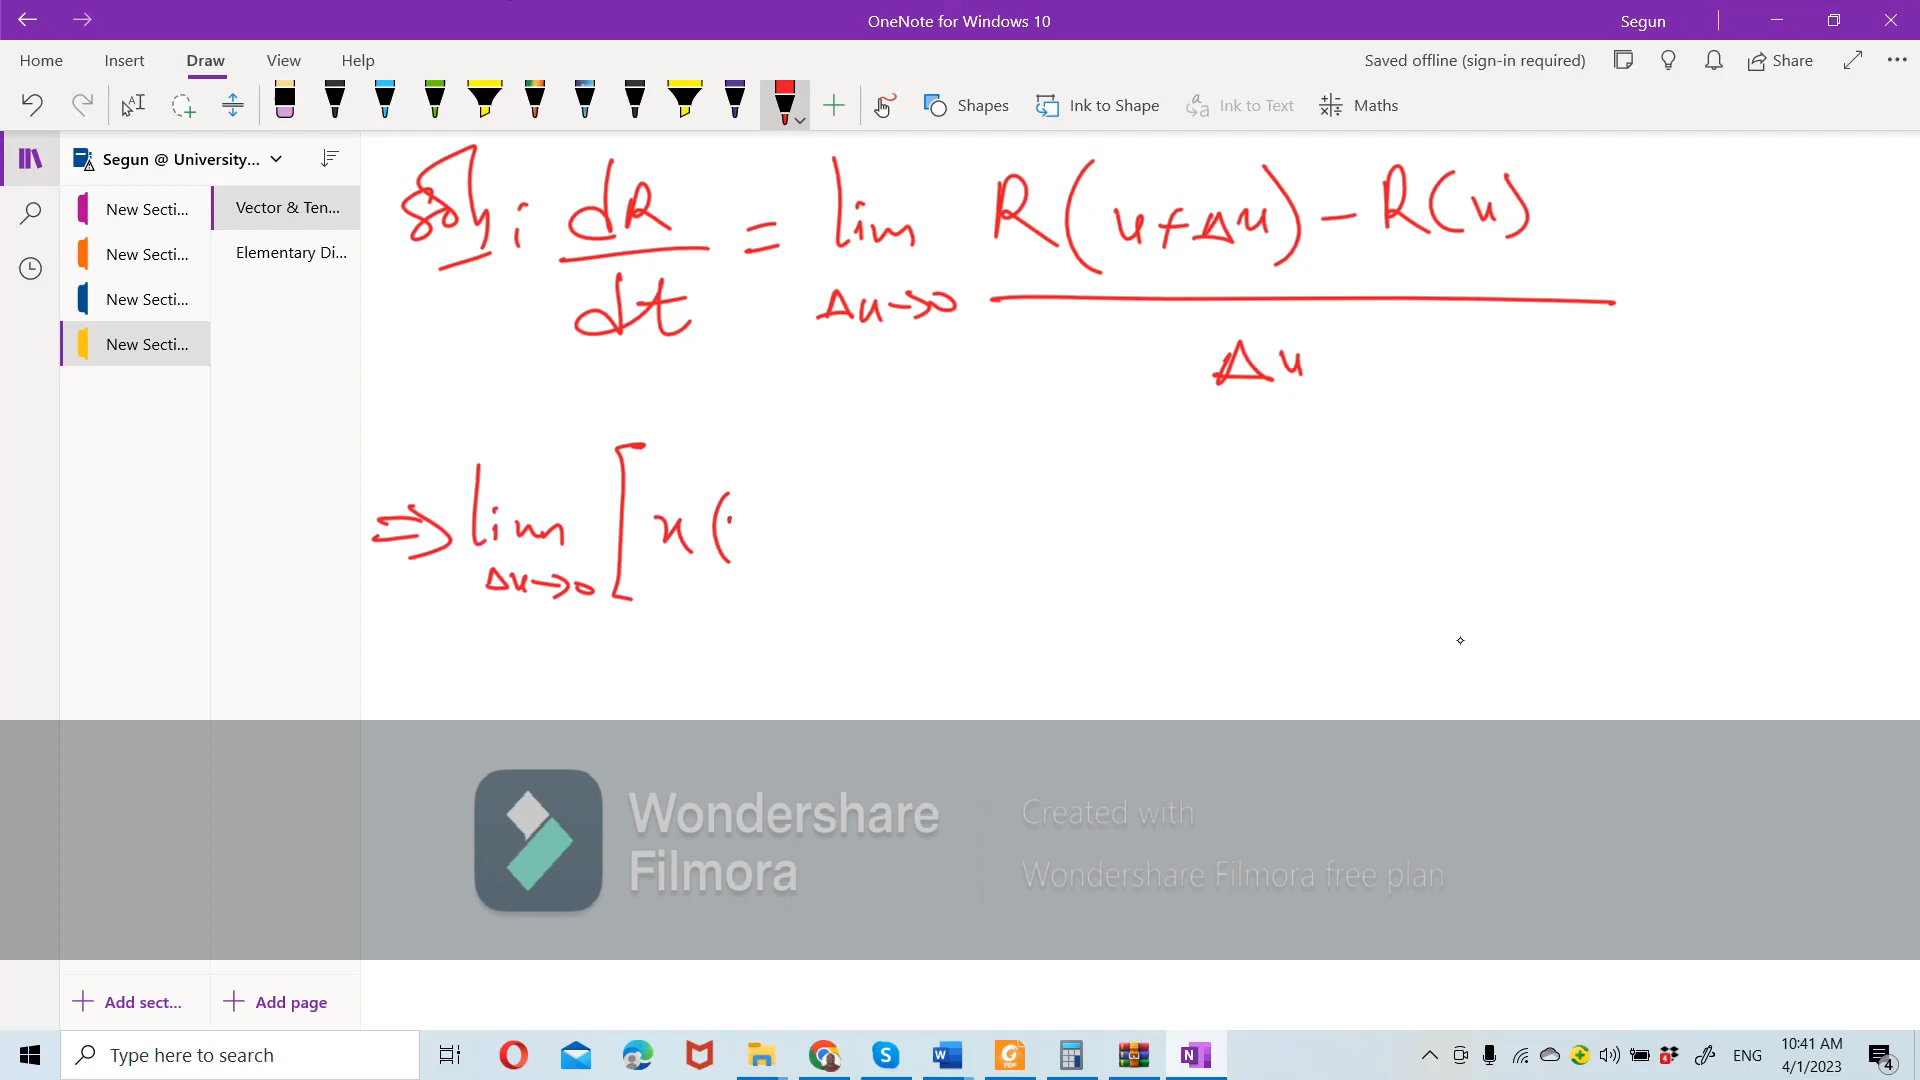 OneNote for Windows 10
Segun
Home Insert Draw View Help
Saved offline (sign-in required)
Share
Shapes
Ink to Shape
Ink to Text
Maths
Segun @ University...
New Secti...
New Secti...
New Secti...
New Secti...
Vector & Ten...
Elementary Di...
Soln: dR/dt = lim Δu→0 R(u+Δu) - R(u) / Δu
⇒ lim Δu→0 [ x (
Wondershare
Filmora
Created with
Wondershare Filmora free plan
+ Add sect...
+ Add page
Type here to search
ENG
10:41 AM
4/1/2023
4